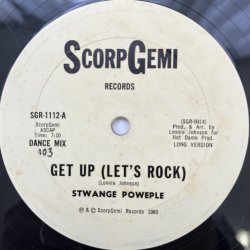 SCORPGEMI
RECORDS
SGR-1112-A
ScorpGemi
ASCAP
Time: 7:10
DANCE MIX
103
(SGR-0014)
Prod. & Arr. by
Lonnie Johnson for
Hot Damn Prod.
LONG VERSION
GET UP (LET'S ROCK)
(Lonnie Johnson)
STWANGE POWEPLE
℗ & © ScorpGemi Records 1980